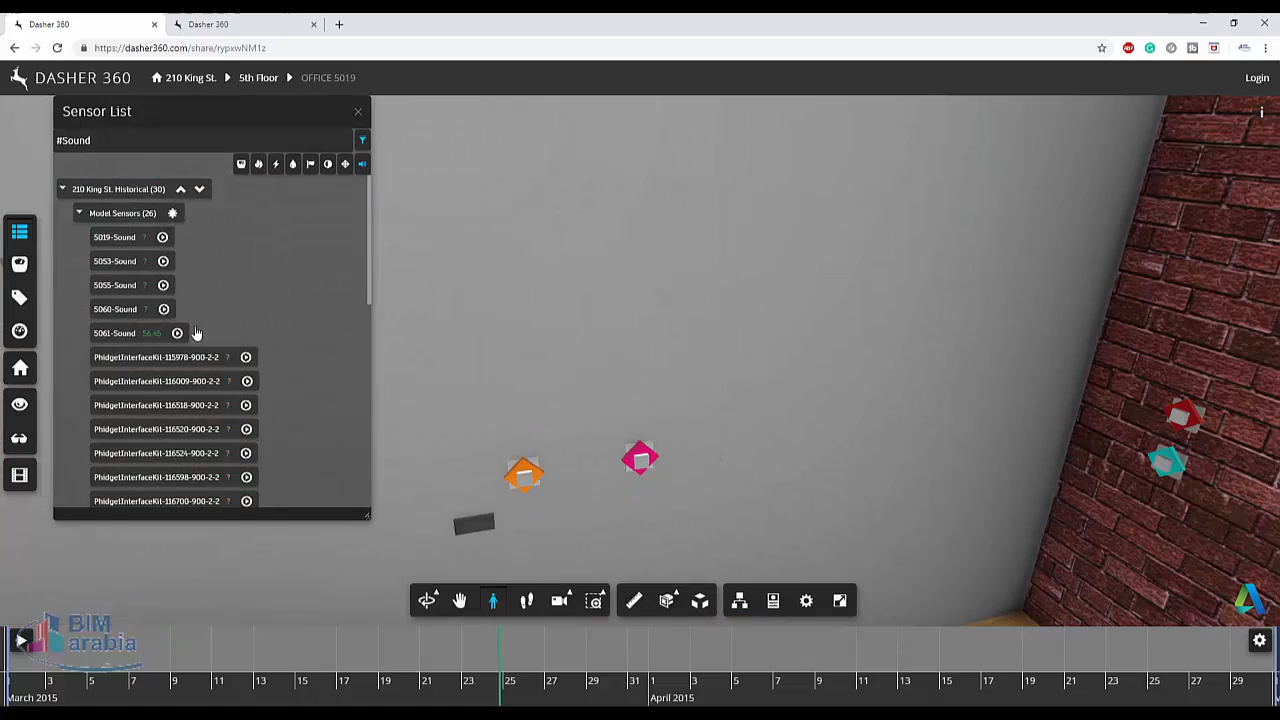 Dasher 360
Dasher 360
https://dasher360.com/share/rypxwNM1z
DASHER 360
210 King St.
5th Floor
OFFICE 5019
Login
Sensor List
#Sound
210 King St. Historical (30)
Model Sensors (26)
5019-Sound ?
5053-Sound ?
5055-Sound ?
5060-Sound ?
5061-Sound 56.45
PhidgetInterfaceKit-115978-900-2-2 ?
PhidgetInterfaceKit-116009-900-2-2 ?
PhidgetInterfaceKit-116518-900-2-2 ?
PhidgetInterfaceKit-116520-900-2-2 ?
PhidgetInterfaceKit-116524-900-2-2 ?
PhidgetInterfaceKit-116598-900-2-2 ?
PhidgetInterfaceKit-116700-900-2-2 ?
BIM
arabia
3 5 7 9 11 13 15 17 19 21 23 25 27 29 31 1 3 5 7 9 11 13 15 17 19 21 23 25 27 29
March 2015 April 2015